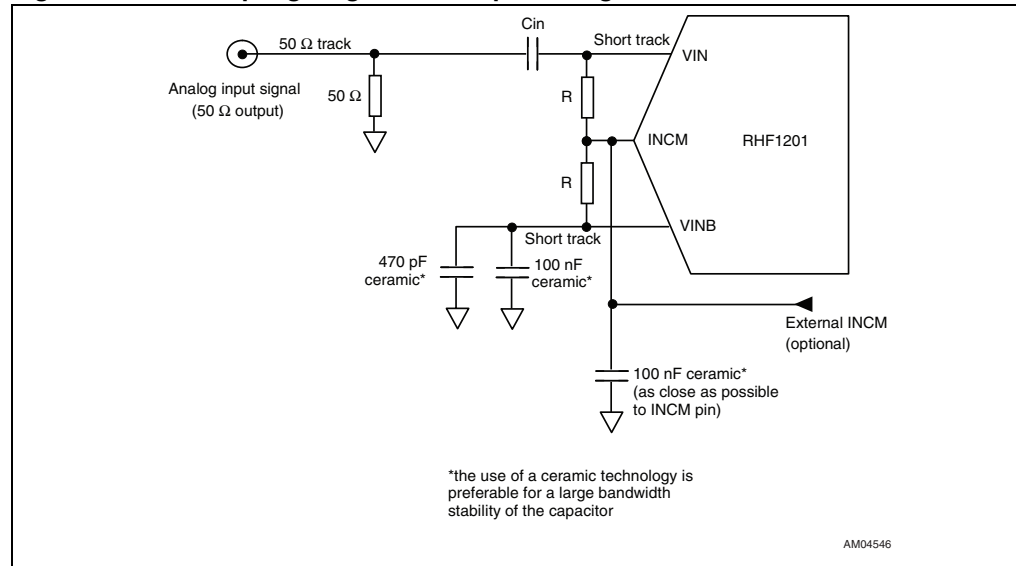 Cin
50 Ω track
Short track
VIN
Analog input signal
(50 Ω output)
50 Ω
R
INCM
RHF1201
R
VINB
Short track
470 pF
ceramic*
100 nF
ceramic*
External INCM
(optional)
100 nF ceramic*
(as close as possible
to INCM pin)
*the use of a ceramic technology is
preferable for a large bandwidth
stability of the capacitor
AM04546